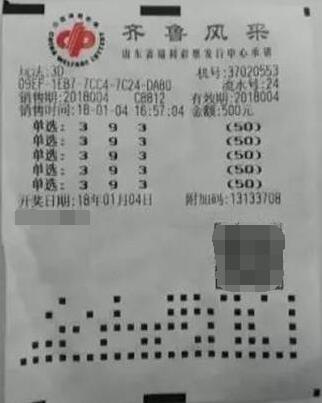 齐鲁风采
中国福利彩票
CHINA WELFARE LOTTERY
山东省福利彩票发行中心承销
玩法:3D 机号:37020553
09EF-1EB7-7CC4-7C24-DA80 流水号:24
销售期:2018004 C8812 有效期:2018004
销售时间:18-01-04 16:57:04 金额:500元
单选: 3 9 3 (50)
单选: 3 9 3 (50)
单选: 3 9 3 (50)
单选: 3 9 3 (50)
单选: 3 9 3 (50)
开奖日期:18年01月04日 附加码:13133708